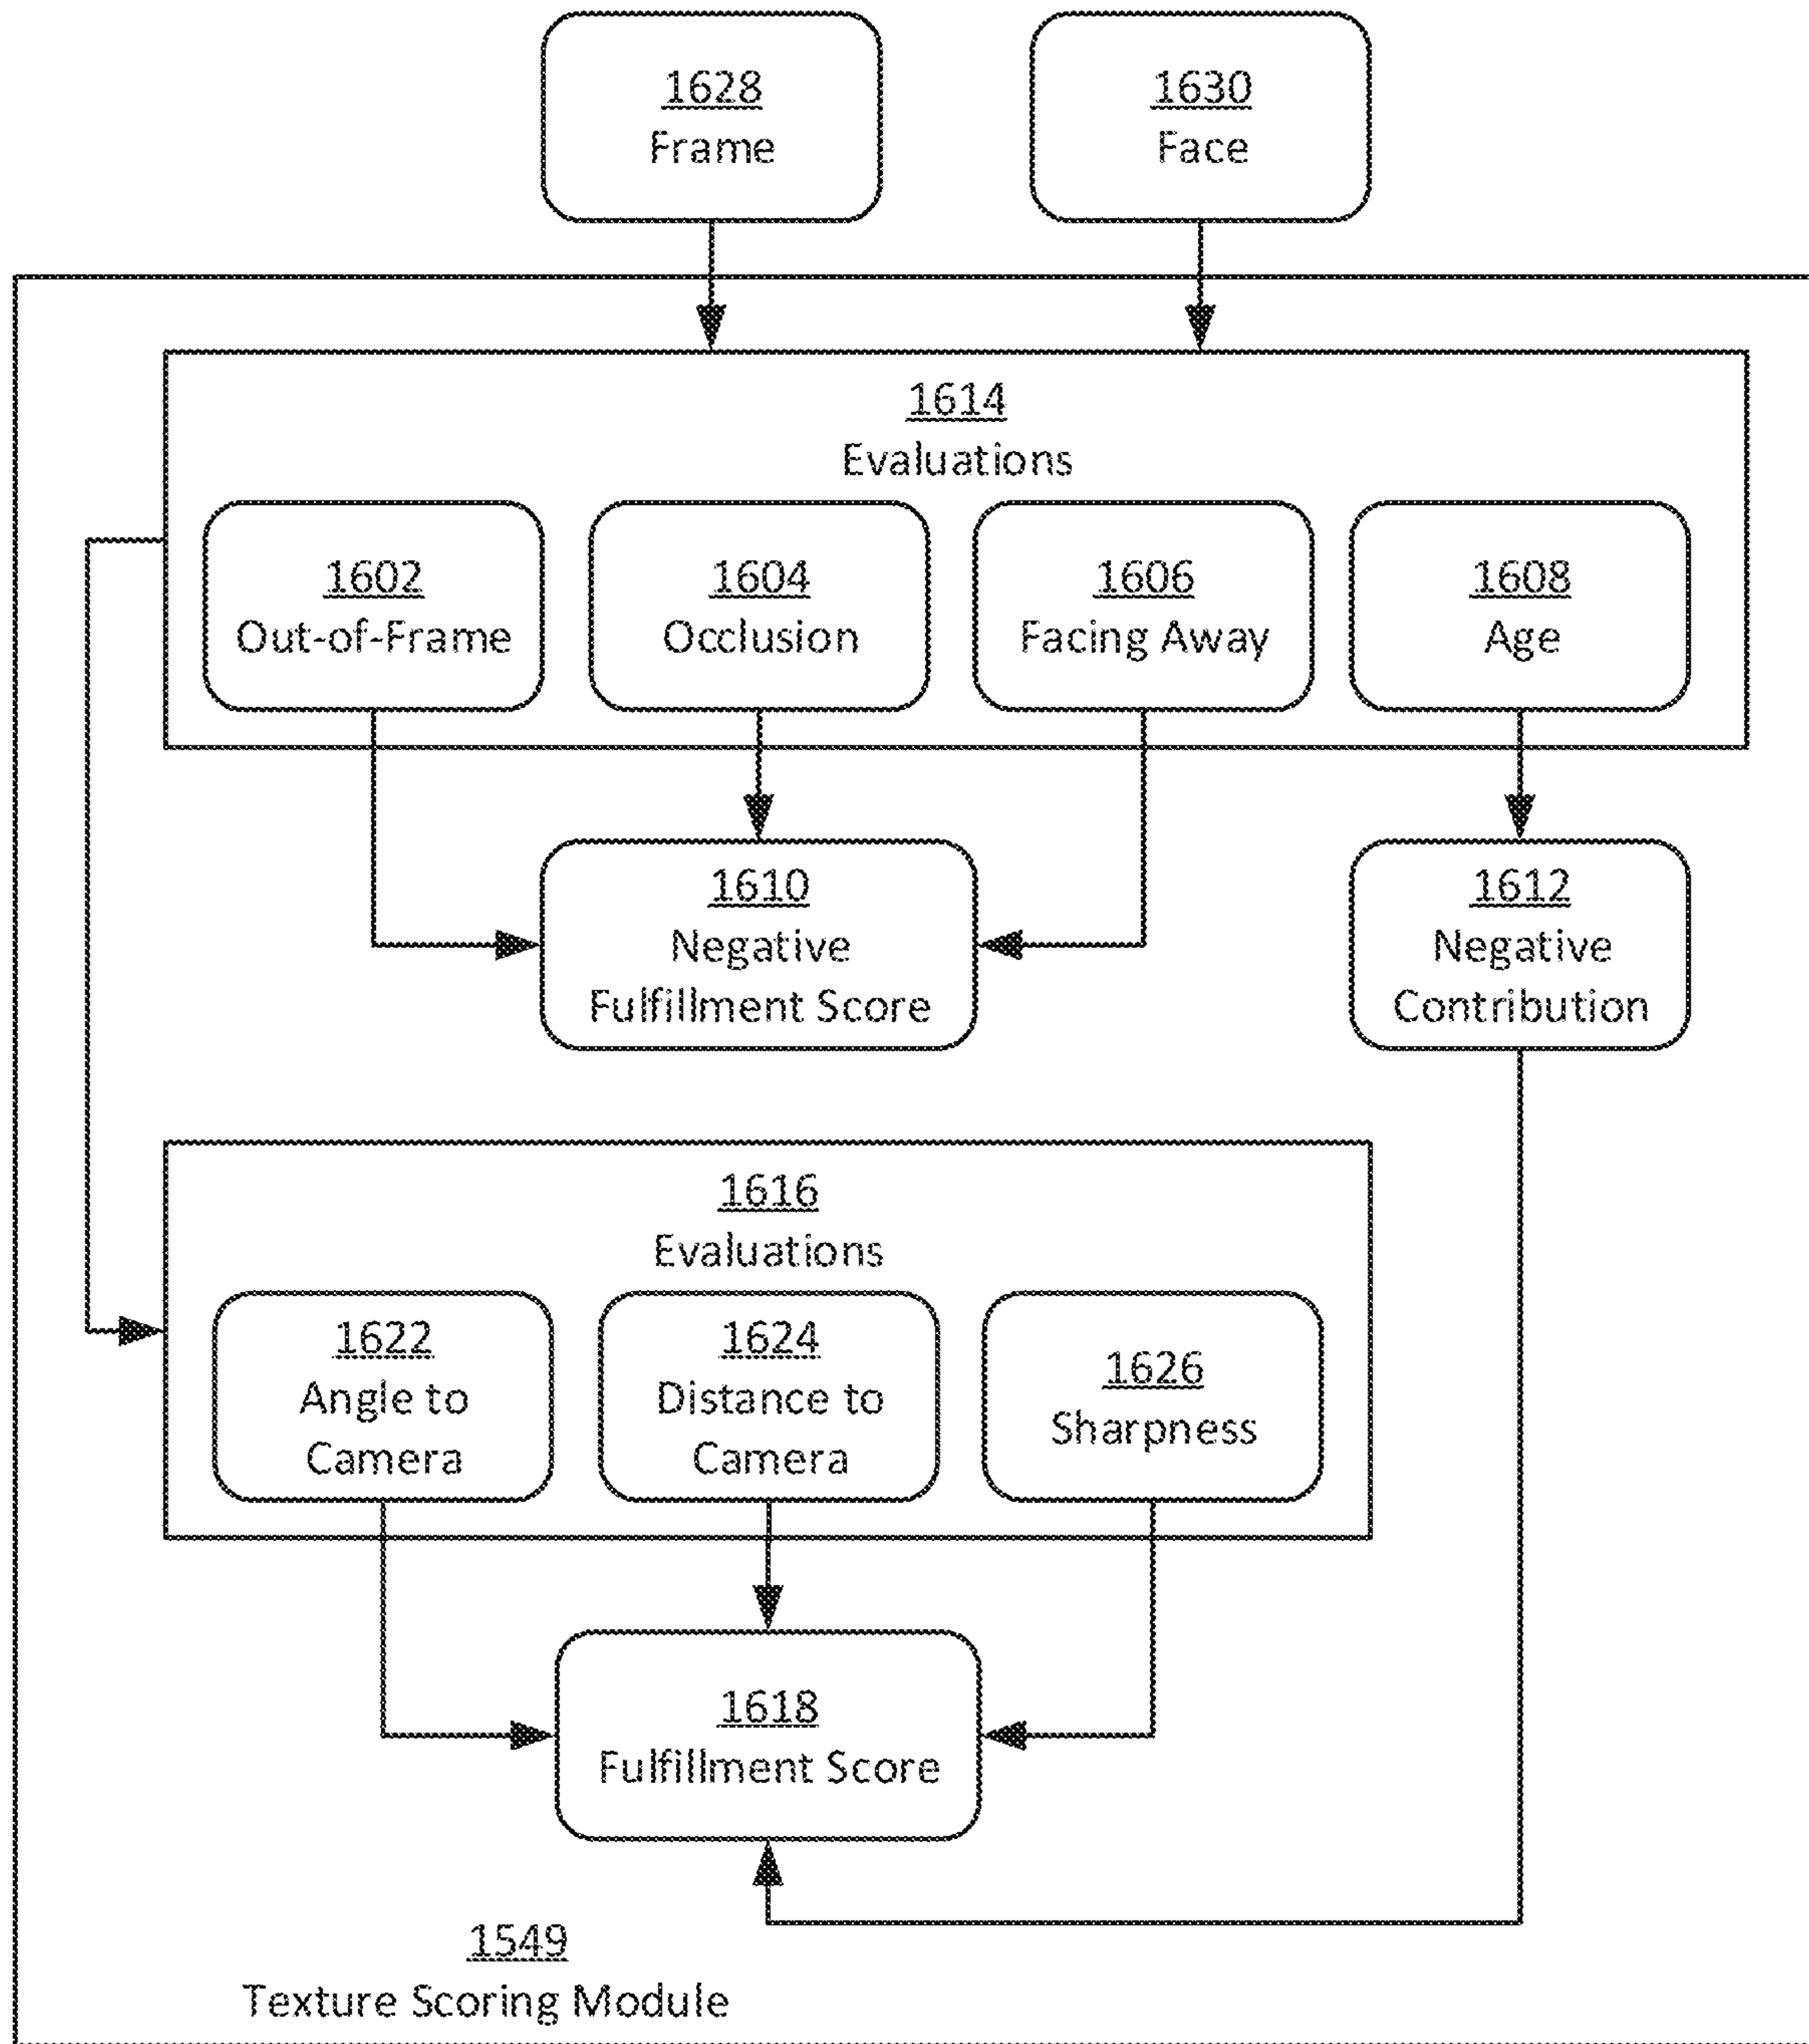 1628
Frame
1630
Face
1614
Evaluations
1602
Out-of-Frame
1604
Occlusion
1606
Facing Away
1608
Age
1610
Negative
Fulfillment Score
1612
Negative
Contribution
1616
Evaluations
1622
Angle to
Camera
1624
Distance to
Camera
1626
Sharpness
1618
Fulfillment Score
1549
Texture Scoring Module